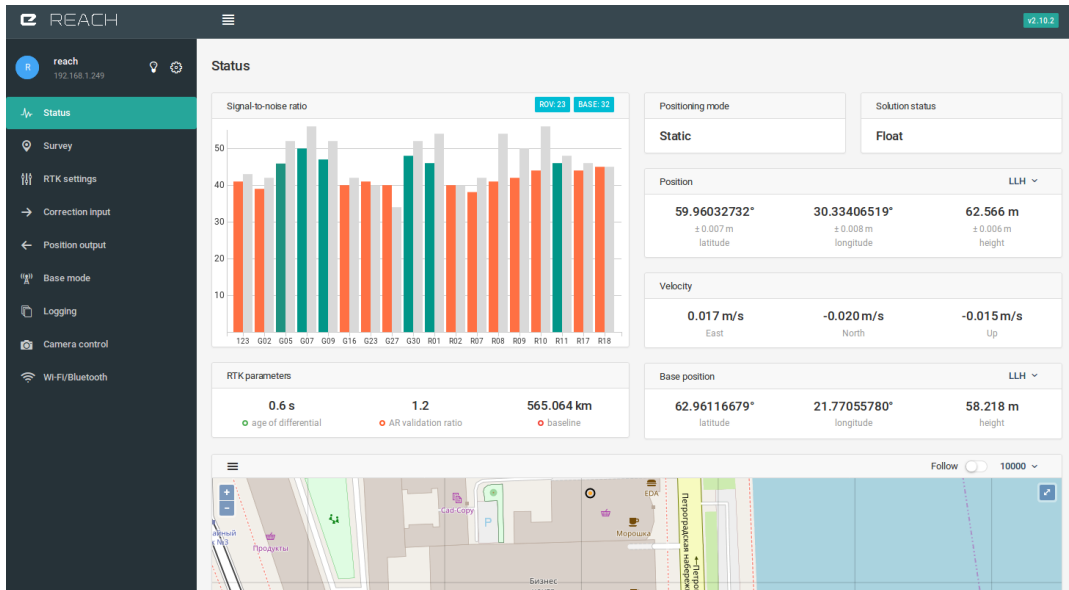 REACH
v2.10.2
R
reach
192.168.1.249
Status
Survey
RTK settings
Correction input
Position output
Base mode
Logging
Camera control
Wi-Fi/Bluetooth
Status
Signal-to-noise ratio
ROV: 23 BASE: 32
50
40
30
20
10
123 G02 G05 G07 G09 G16 G23 G27 G30 R01 R02 R07 R08 R09 R10 R11 R17 R18
Positioning mode
Static
Solution status
Float
Position
LLH
59.96032732° 30.33406519° 62.566 m
± 0.007 m ± 0.008 m ± 0.006 m
latitude longitude height
Velocity
0.017 m/s -0.020 m/s -0.015 m/s
East North Up
RTK parameters
0.6 s 1.2 565.064 km
age of differential AR validation ratio baseline
Base position
LLH
62.96116679° 21.77055780° 58.218 m
latitude longitude height
Follow 10000
+
-
EDA
Cad-Copy
P
Морошка
№3
Продукты
Петроградская
Бизнес